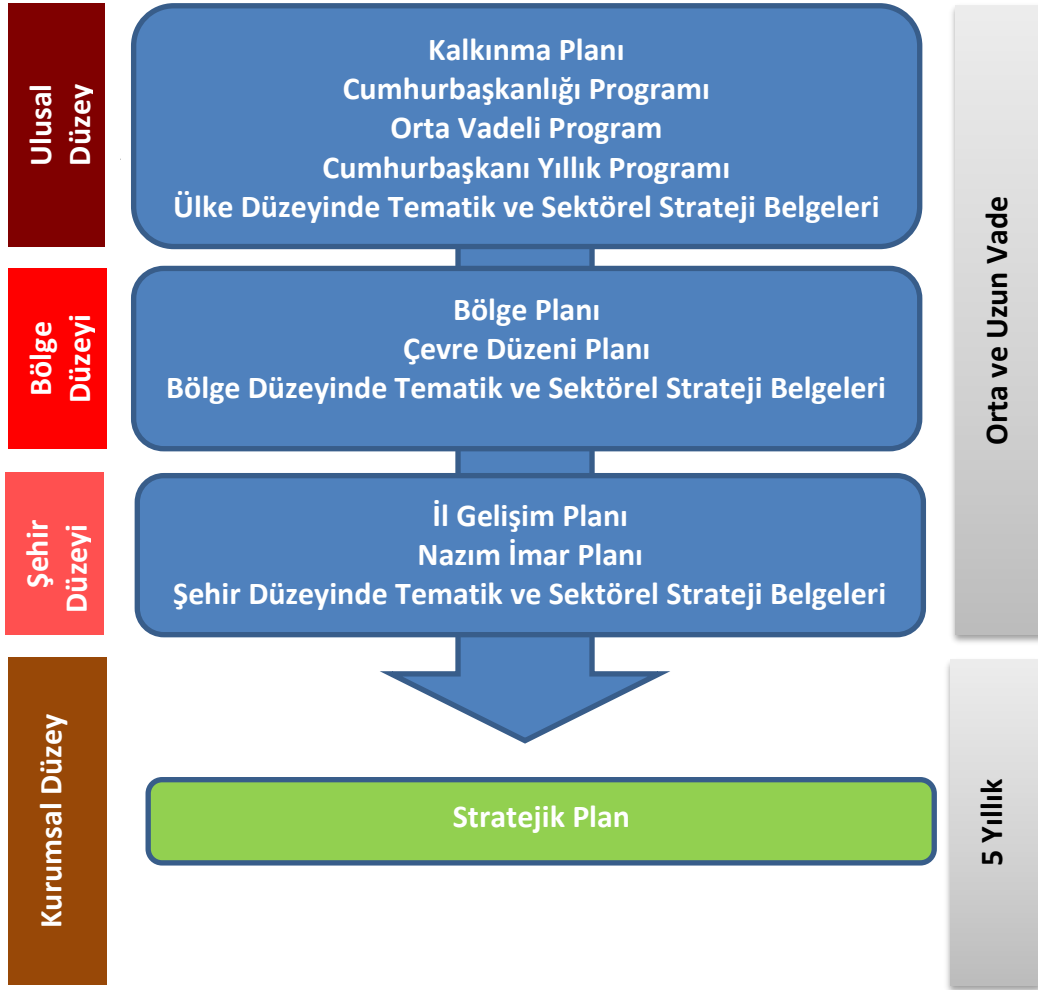 Ulusal
Düzey
Kalkınma Planı
Cumhurbaşkanlığı Programı
Orta Vadeli Program
Cumhurbaşkanı Yıllık Programı
Ülke Düzeyinde Tematik ve Sektörel Strateji Belgeleri
Orta ve Uzun Vade
Bölge
Düzeyi
Bölge Planı
Çevre Düzeni Planı
Bölge Düzeyinde Tematik ve Sektörel Strateji Belgeleri
Şehir
Düzeyi
İl Gelişim Planı
Nazım İmar Planı
Şehir Düzeyinde Tematik ve Sektörel Strateji Belgeleri
Kurumsal Düzey
Stratejik Plan
5 Yıllık